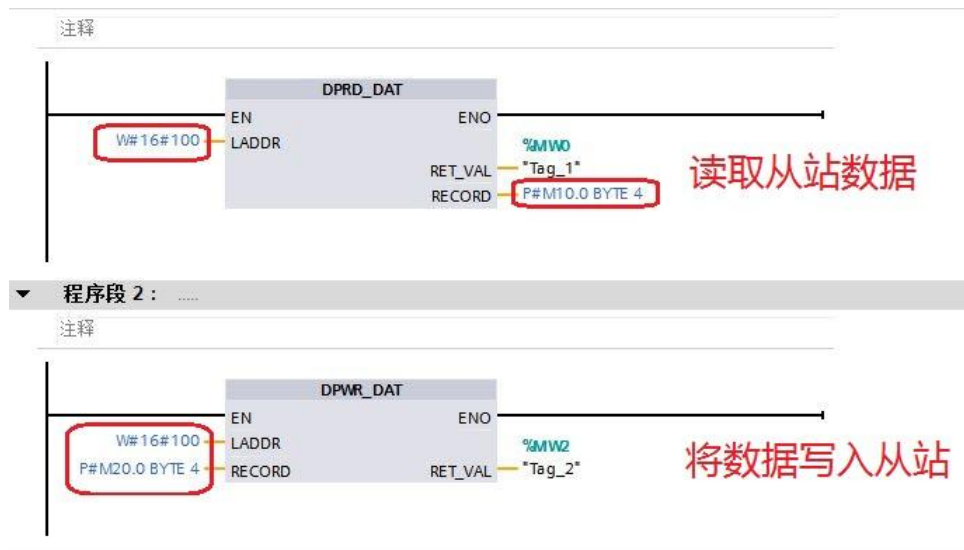 注释
DPRD_DAT
EN ENO
W#16#100 LADDR
%MW0
RET_VAL "Tag_1"
RECORD P#M10.0 BYTE 4
读取从站数据
程序段 2： .....
注释
DPWR_DAT
EN ENO
W#16#100 LADDR
%MW2
P#M20.0 BYTE 4 RECORD RET_VAL "Tag_2"
将数据写入从站